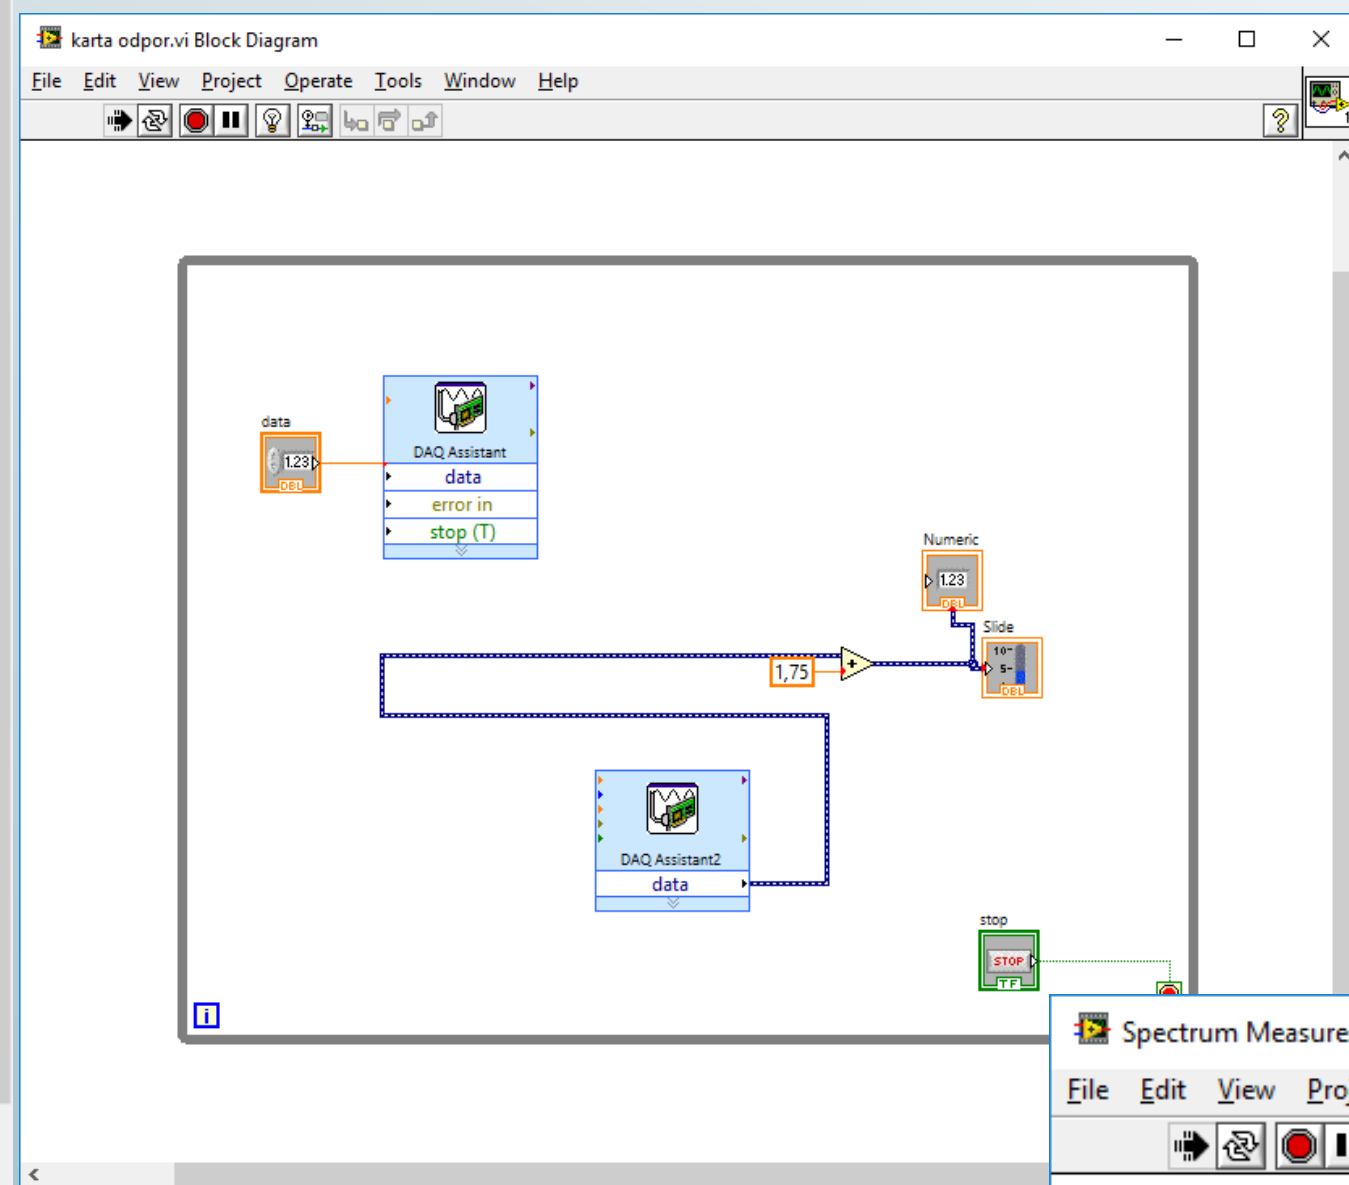 karta odpor.vi Block Diagram
File Edit View Project Operate Tools Window Help
data
1.23
DBL
DAQ Assistant
data
error in
stop (T)
Numeric
1.23
DBL
Slide
10-
5-
DBL
1,75
+
DAQ Assistant2
data
stop
STOP
TF
i
Spectrum Measure
File Edit View Proj